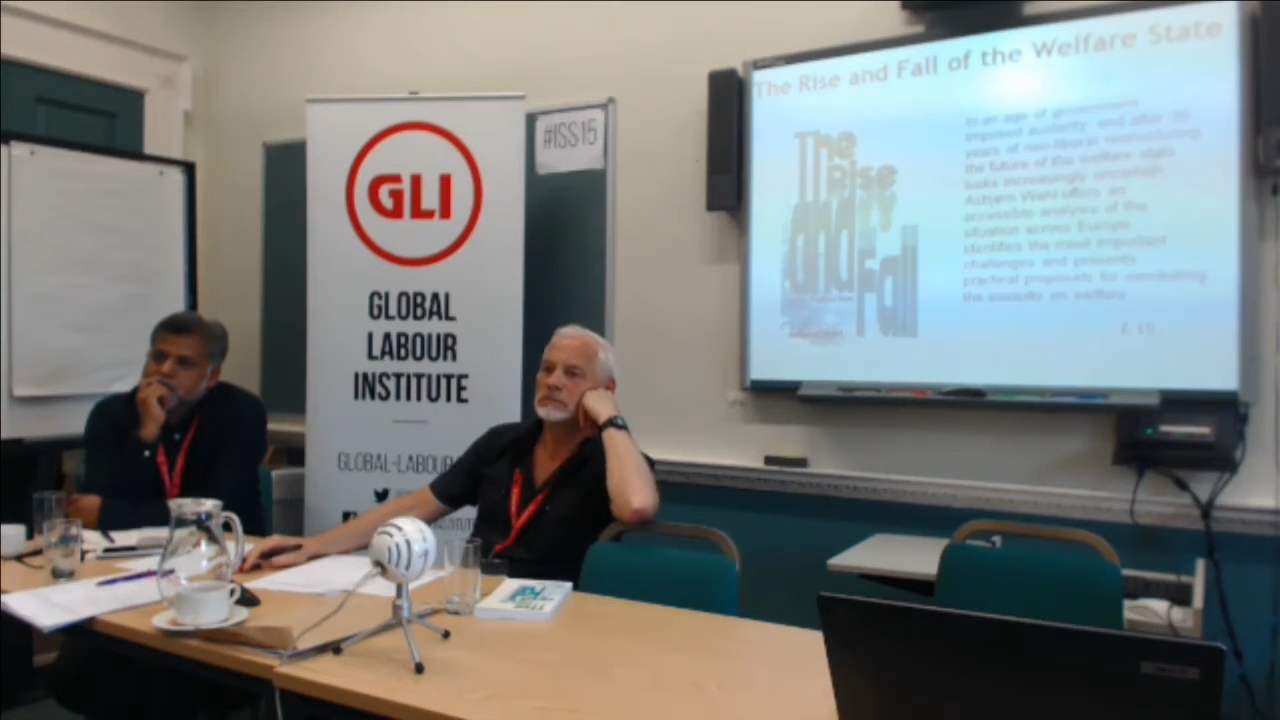 GLI
GLOBAL
LABOUR
INSTITUTE
GLOBAL-LABOUR
#ISS15
The Rise and Fall of the Welfare State
The
Rise
and
Fall
In an age of government
imposed austerity, and after 30
years of neo-liberal restructuring
the future of the welfare state
looks increasingly uncertain
Asbjørn Wahl offers an
accessible analysis of the
situation across Europe
identifies the most important
challenges and presents
practical proposals for combating
the assaults on welfare